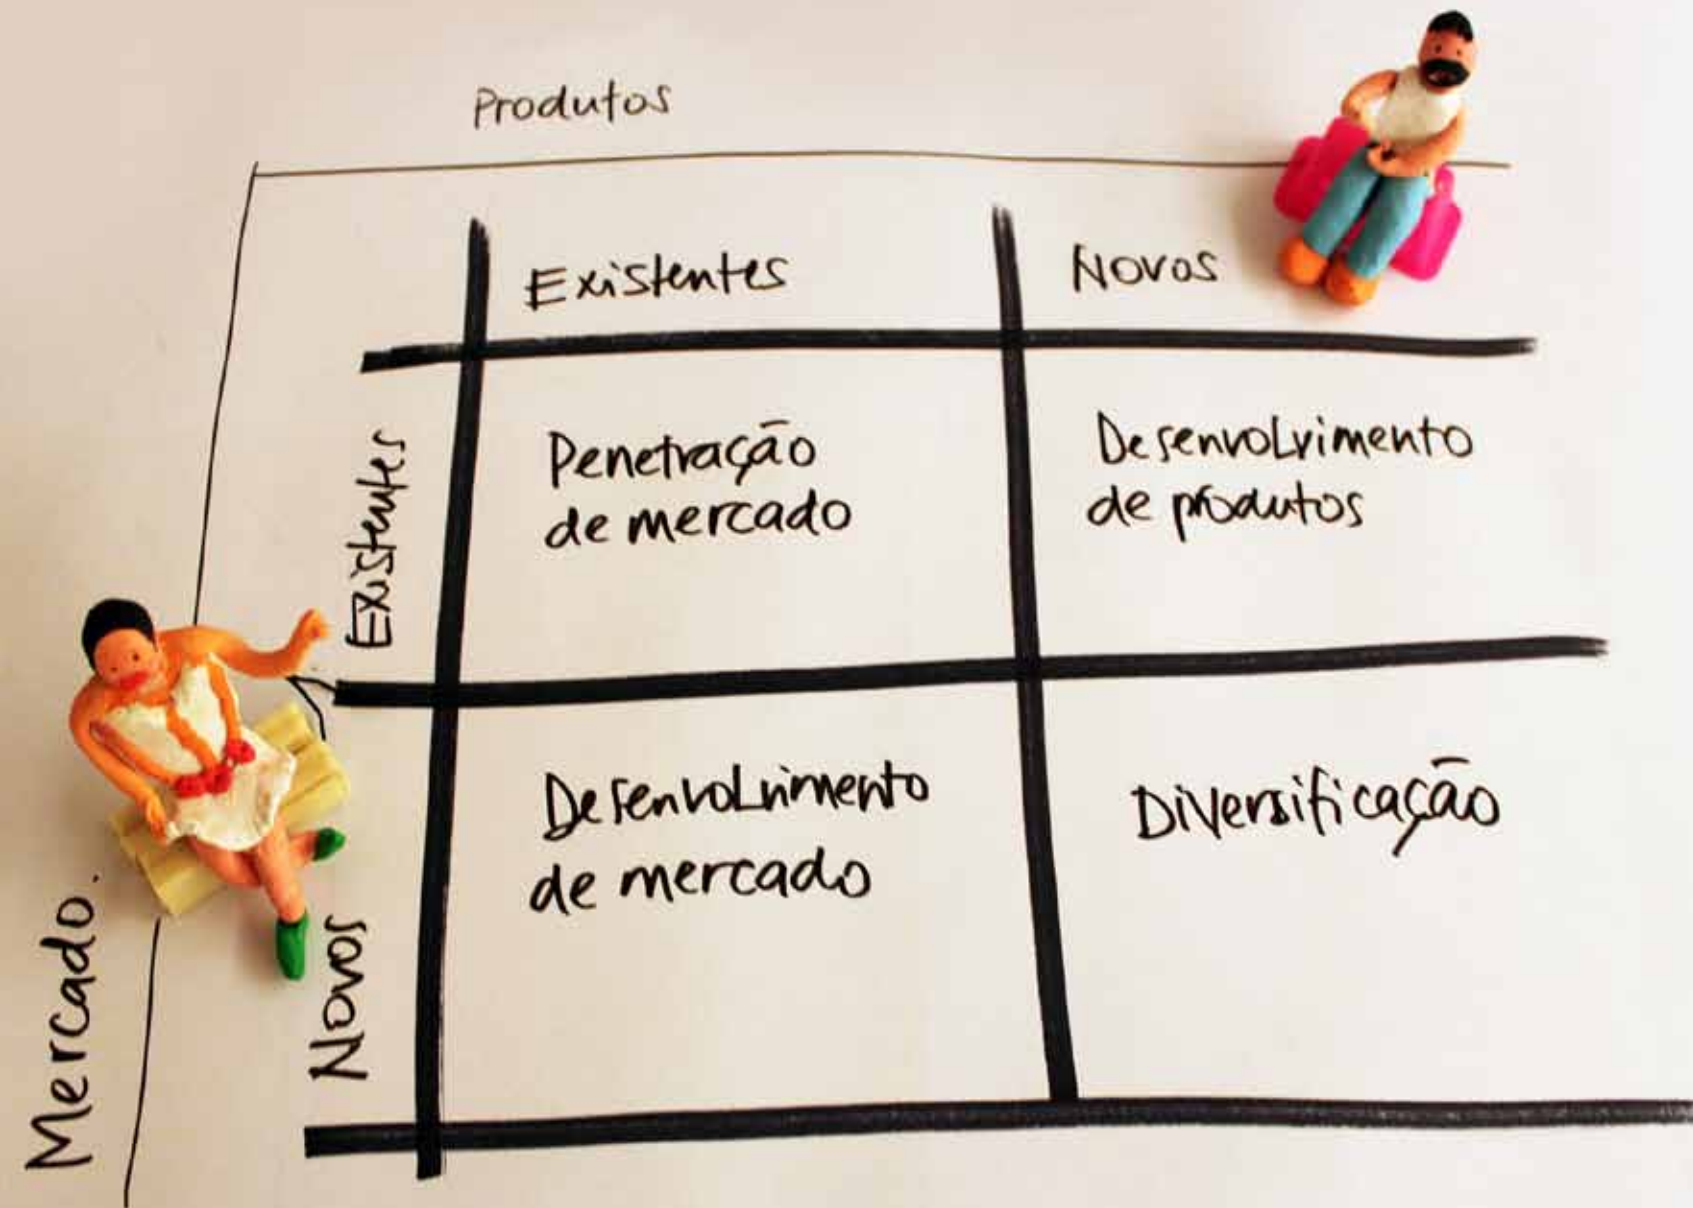 Produtos
Existentes
Novos
Existentes
Penetração
de mercado
Desenvolvimento
de produtos
Novos
Desenvolvimento
de mercado
Diversificação
Mercado.